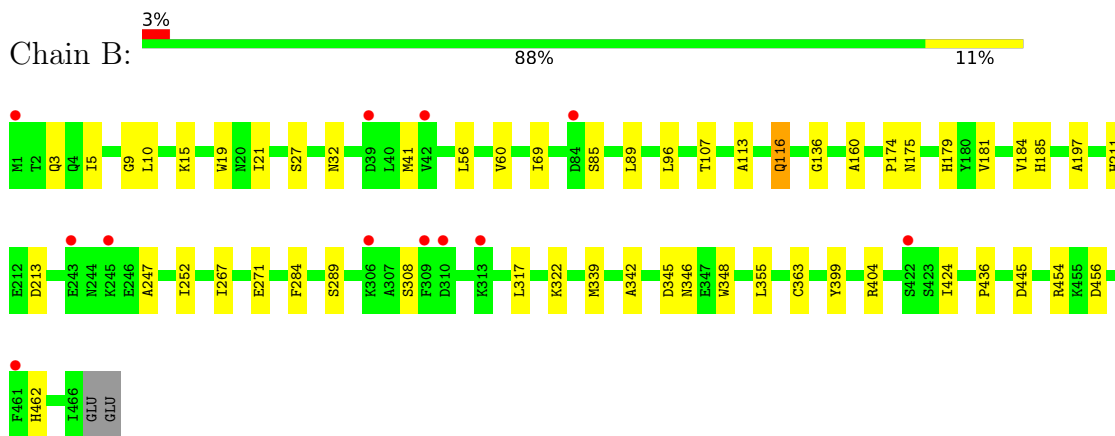 3%
Chain B:
88% 11%
M1 T2 Q3 Q4 I5 G9 L10 K15 W19 N20 I21 S27 N32 D39 L40 M41 V42 L56 V60 I69 D84 S85 L89 L96 T107 A113 Q116 G136 A160 P174 N175 H179 Y180 V181 V184 H185 A197 H211
E212 D213 E243 N244 K245 E246 A247 I252 I267 E271 F284 S289 K306 A307 S308 F309 D310 K313 L317 K322 M339 A342 D345 N346 E347 W348 L355 C363 Y399 R404 S422 S423 I424 P436 D445 R454 K455 D456
F461 H462 I466 GLU GLU